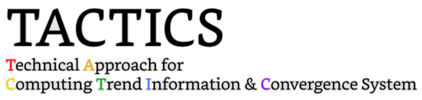 TACTICS
Technical Approach for
Computing Trend Information & Convergence System